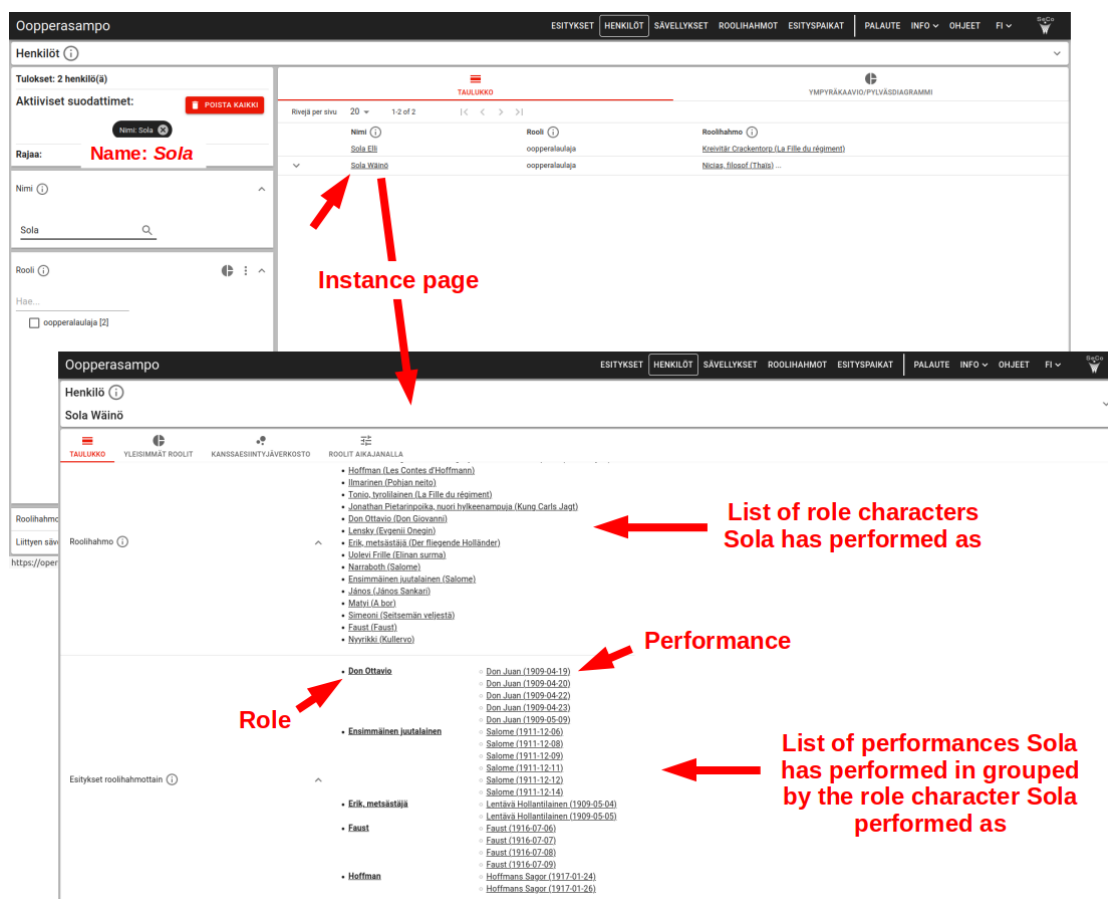 Oopperasampo
ESITYKSET HENKILÖT SÄVELLYKSET ROOLIHAHMOT ESITYSPAIKAT PALAUTE INFO OHJEET FI SeCo
Henkilöt
Tulokset: 2 henkilö(ä)
Aktiiviset suodattimet:
POISTA KAIKKI
Nimi: Sola
Rajaa:
Name: Sola
Nimi
Sola
Rooli
Hae...
oopperalaulaja [2]
Roolihahmo
Liittyen säv
https://oper
TAULUKKO
YMPYRÄKAAVIO/PYLVÄSDIAGRAMMI
Rivejä per sivu 20 1-2 of 2
Nimi Rooli Roolihahmo
Sola Elli oopperalaulaja Kreivitär Crackentorp (La Fille du régiment)
Sola Wäinö oopperalaulaja Nicias, filosof (Thaïs) ...
Instance page
Oopperasampo
ESITYKSET HENKILÖT SÄVELLYKSET ROOLIHAHMOT ESITYSPAIKAT PALAUTE INFO OHJEET FI SeCo
Henkilö
Sola Wäinö
TAULUKKO YLEISIMMÄT ROOLIT KANSSAESIINTYJÄVERKOSTO ROOLIT AIKAJANALLA
Roolihahmo
Hoffman (Les Contes d'Hoffmann)
Ilmarinen (Pohjan neito)
Tonio, tyrolilainen (La Fille du régiment)
Jonathan Pietarinpoika, nuori hylkeenampuja (Kung Carls Jagt)
Don Ottavio (Don Giovanni)
Lensky (Evgenii Onegin)
Erik, metsästäjä (Der fliegende Holländer)
Uolevi Frille (Elinan surma)
Narraboth (Salome)
Ensimmäinen juutalainen (Salome)
János (János Sankari)
Matvi (A bor)
Simeoni (Seitsemän veljestä)
Faust (Faust)
Nyyrikki (Kullervo)
List of role characters
Sola has performed as
Performance
Role
Esitykset roolihahmottain
Don Ottavio
Don Juan (1909-04-19)
Don Juan (1909-04-20)
Don Juan (1909-04-22)
Don Juan (1909-04-23)
Don Juan (1909-05-09)
Ensimmäinen juutalainen
Salome (1911-12-06)
Salome (1911-12-08)
Salome (1911-12-09)
Salome (1911-12-11)
Salome (1911-12-12)
Salome (1911-12-14)
Erik, metsästäjä
Lentävä Hollantilainen (1909-05-04)
Lentävä Hollantilainen (1909-05-05)
Faust
Faust (1916-07-06)
Faust (1916-07-07)
Faust (1916-07-08)
Faust (1916-07-09)
Hoffman
Hoffmans Sagor (1917-01-24)
Hoffmans Sagor (1917-01-26)
List of performances Sola
has performed in grouped
by the role character Sola
performed as